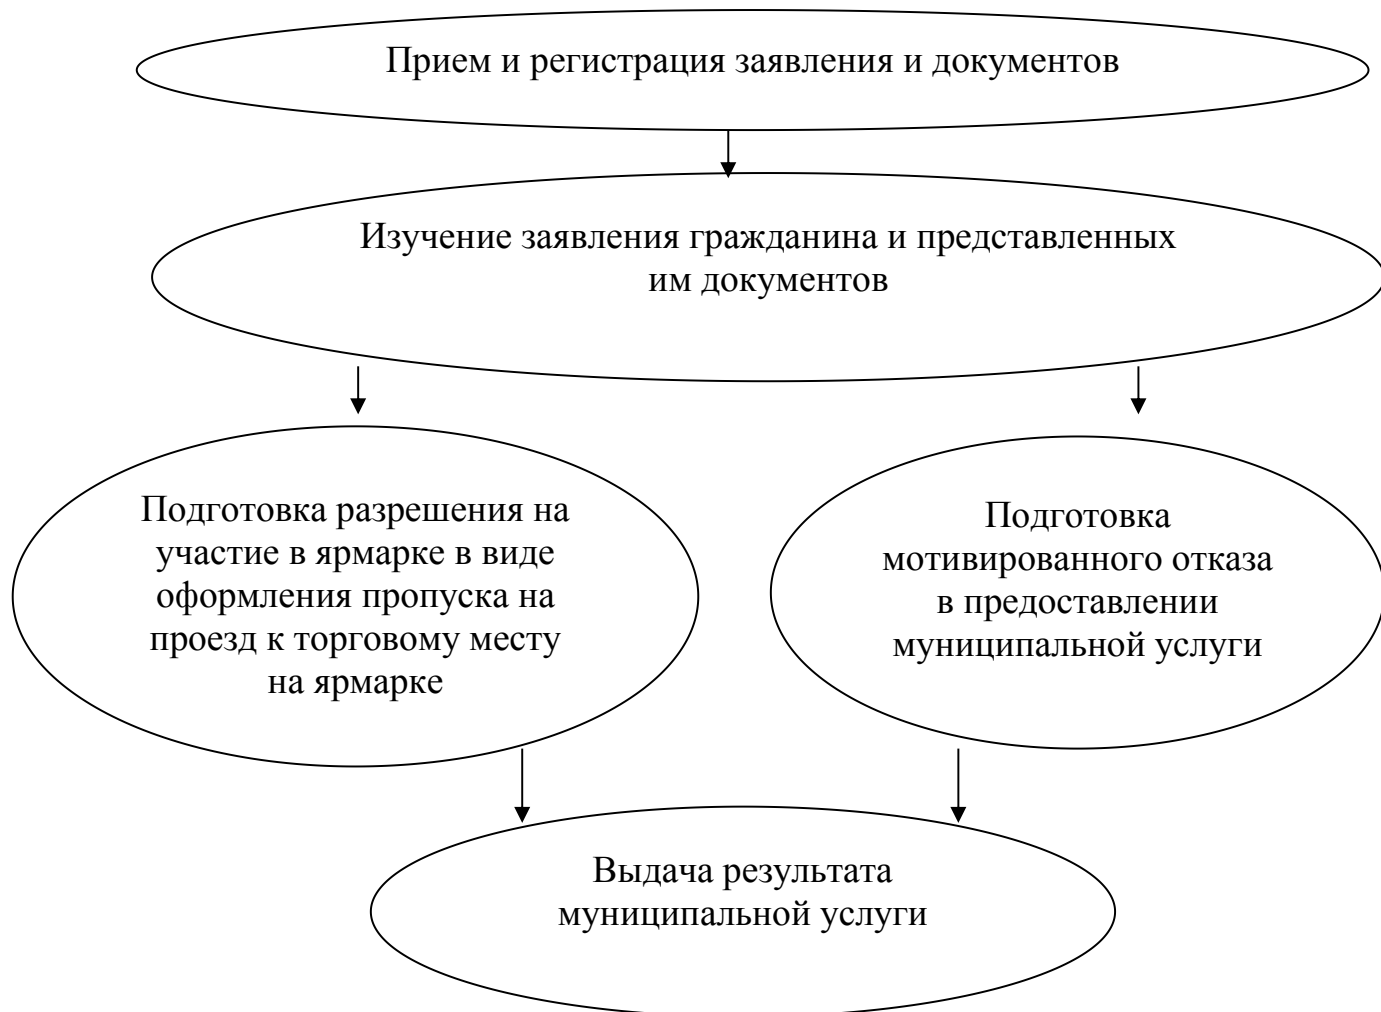 Прием и регистрация заявления и документов
Изучение заявления гражданина и представленных
им документов
Подготовка разрешения на
участие в ярмарке в виде
оформления пропуска на
проезд к торговому месту
на ярмарке
Подготовка
мотивированного отказа
в предоставлении
муниципальной услуги
Выдача результата
муниципальной услуги